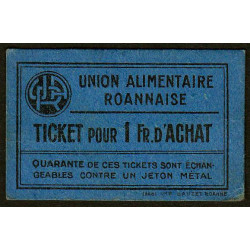 UNION ALIMENTAIRE
ROANNAISE
TICKET POUR 1 FR. D'ACHAT
QUARANTE DE CES TICKETS SONT ÉCHAN-
GEABLES CONTRE UN JETON MÉTAL